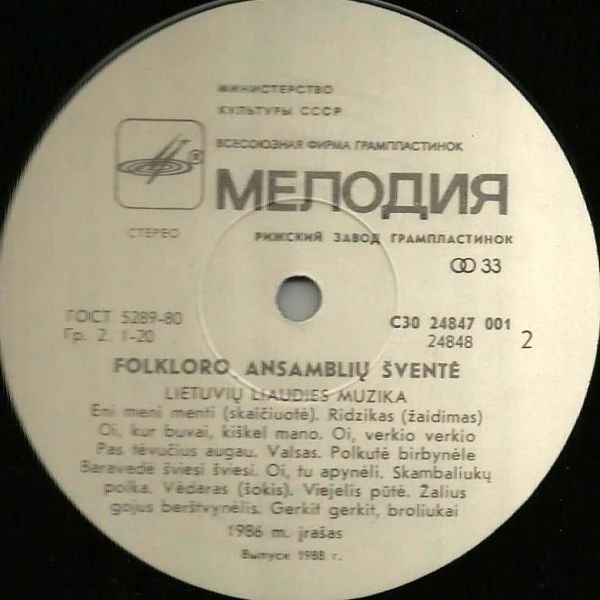 МИНИСТЕРСТВО
КУЛЬТУРЫ СССР
ВСЕСОЮЗНАЯ ФИРМА ГРАМПЛАСТИНОК
®
МЕЛОДИЯ
СТЕРЕО
РИЖСКИЙ ЗАВОД ГРАМПЛАСТИНОК
33
ГОСТ 5289-80
Гр. 2. 1-20
С30 24847 001
24848
2
FOLKLORO ANSAMBLIŲ ŠVENTĖ
LIETUVIŲ LIAUDIES MUZIKA
Eni meni menti (skaičiuotė). Ridzikas (žaidimas)
Oi, kur buvai, kiškel mano. Oi, verkio verkio
Pas tėvučius augau. Valsas. Polkutė birbynėle
Baravedė šviesi šviesi. Oi, tu apynėli. Skambaliukų
polka. Vėdaras (šokis). Viejelis pūtė. Žalius
gojus berštvynėlis. Gerkit gerkit, broliukai
1986 m. įrašas
Выпуск 1988 г.